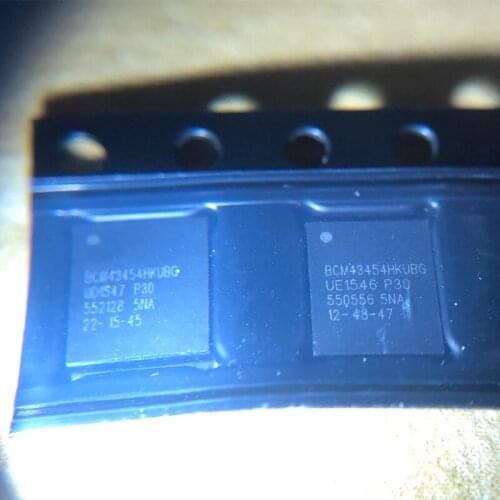 BCM43454HKUBG
UD1547 P30
552128 5NA
22-15-45
BCM43454HKUBG
UE1546 P30
550556 5NA
12-48-47